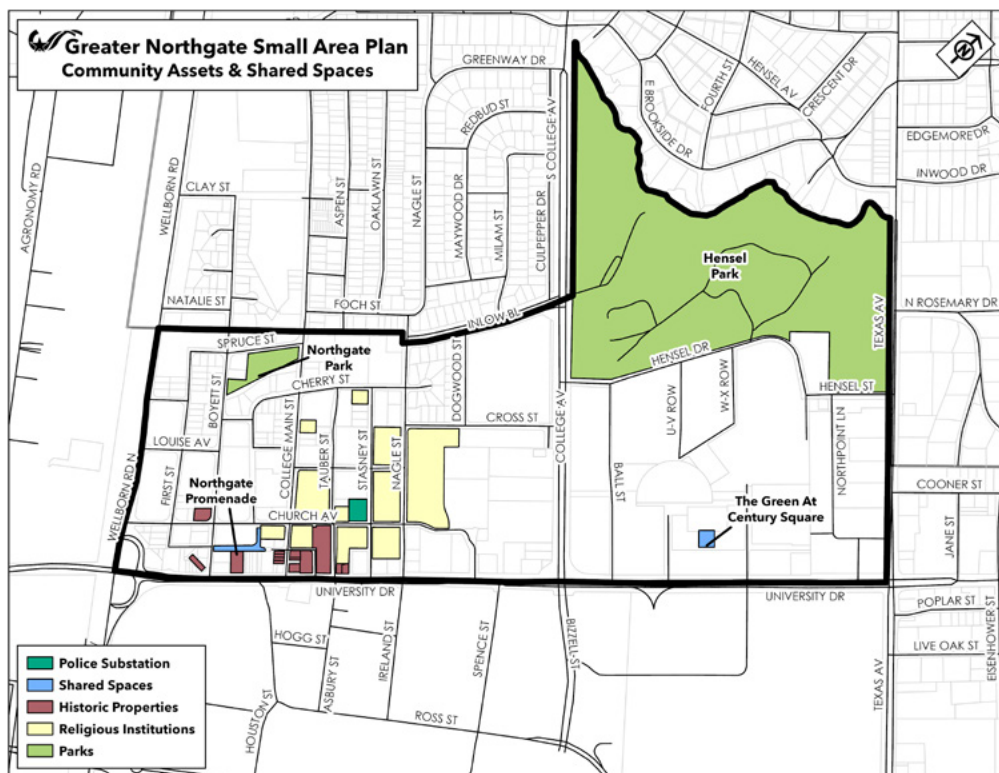 Greater Northgate Small Area Plan
Community Assets & Shared Spaces
N
GREENWAY DR
REDBUD ST
S COLLEGE AV
E BROOKSIDE DR
FOURTH ST
HENSEL AV
CRESCENT DR
EDGEMORE DR
INWOOD DR
AGRONOMY RD
WELLBORN RD
CLAY ST
ASPEN ST
OAKLAWN ST
NAGLE ST
MAYWOOD DR
MILAM ST
CULPEPPER DR
NATALIE ST
FOCH ST
INLOW BL
Hensel
Park
N ROSEMARY DR
TEXAS AV
SPRUCE ST
Northgate
Park
CHERRY ST
DOGWOOD ST
HENSEL DR
HENSEL ST
BOYETT ST
COLLEGE MAIN ST
TAUBER ST
STASNEY ST
NAGLE ST
CROSS ST
COLLEGE AV
U-V ROW
W-X ROW
NORTHPOINT LN
LOUISE AV
FIRST ST
Northgate
Promenade
CHURCH AV
BALL ST
The Green At
Century Square
COONER ST
JANE ST
WELLBORN RD N
UNIVERSITY DR
UNIVERSITY DR
POPLAR ST
LIVE OAK ST
EISENHOWER ST
HOGG ST
ASBURY ST
IRELAND ST
SPENCE ST
BIZZELL ST
HOUSTON ST
ROSS ST
TEXAS AV
Police Substation
Shared Spaces
Historic Properties
Religious Institutions
Parks